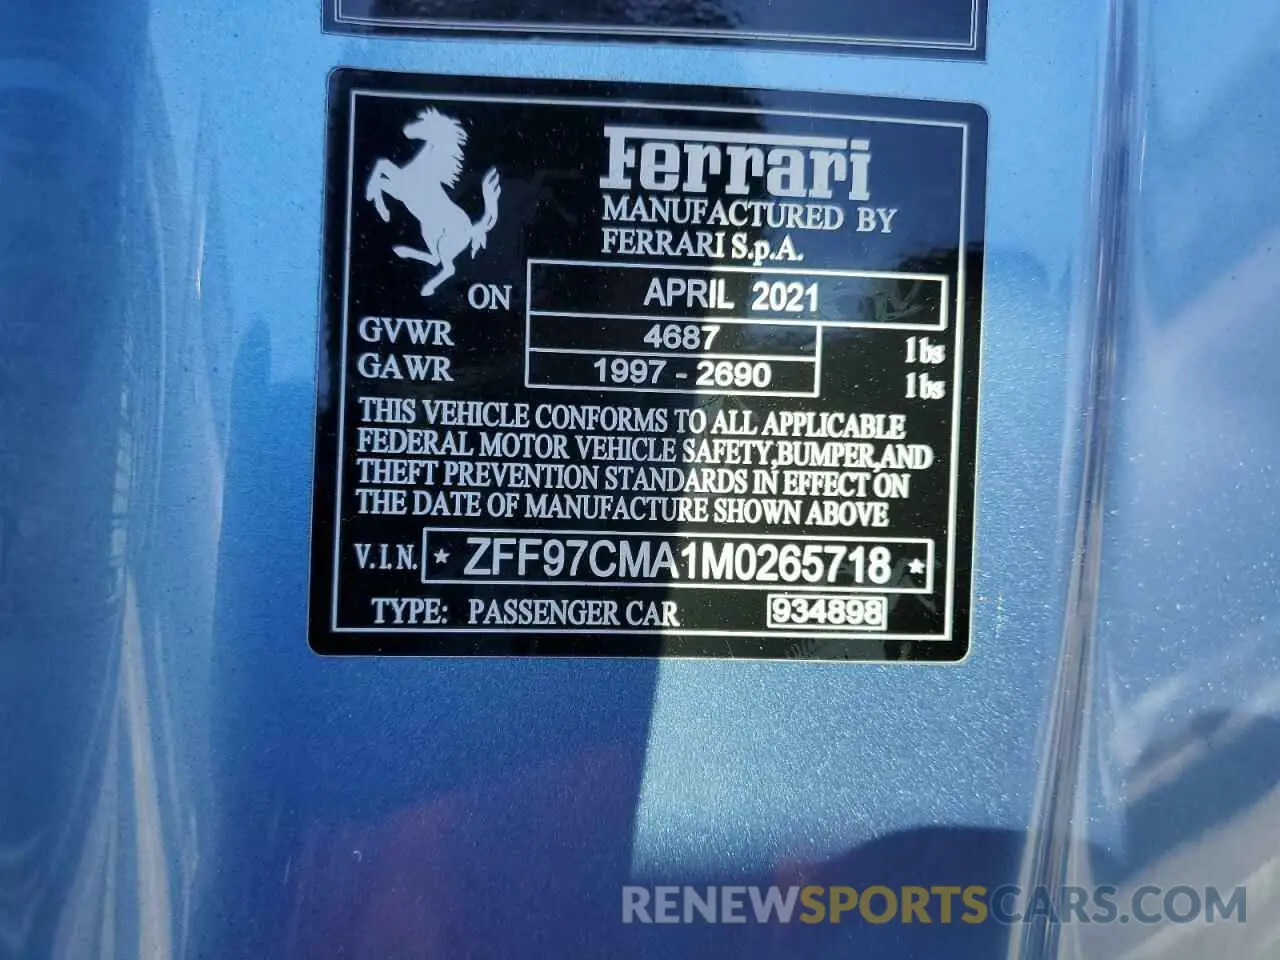 Ferrari
MANUFACTURED BY
FERRARI S.p.A.
ON APRIL 2021
GVWR 4687 lbs
GAWR 1997 - 2690 lbs
THIS VEHICLE CONFORMS TO ALL APPLICABLE
FEDERAL MOTOR VEHICLE SAFETY,BUMPER,AND
THEFT PREVENTION STANDARDS IN EFFECT ON
THE DATE OF MANUFACTURE SHOWN ABOVE
V.I.N. * ZFF97CMA1M0265718 *
TYPE: PASSENGER CAR 934898
RENEWSPORTSCARS.COM